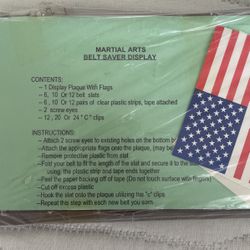 MARTIAL ARTS
BELT SAVER DISPLAY
CONTENTS:
– 1 Display Plaque With Flags
– 6, 10 Or 12 belt slats
– 6, 10 Or 12 pairs of clear plastic strips, tape attached
– 2 screw eyes
– 12, 20 Or 24 " C " clips
INSTRUCTIONS:
– Attach 2 screw eyes to existing holes on the bottom
– Attach the appropriate flags onto the plaque, (may be
– Remove protective plastic from slat
– Fold your belt to fit the length of the slat and secure it to the
using, the plastic strip and tape ends together
– Peel the paper backing off of tape (Do not touch surface with fingers)
– Cut off excess plastic
– Hook the slat onto the plaque utilizing the "c" clips
– Repeat this step with each new belt you earn.